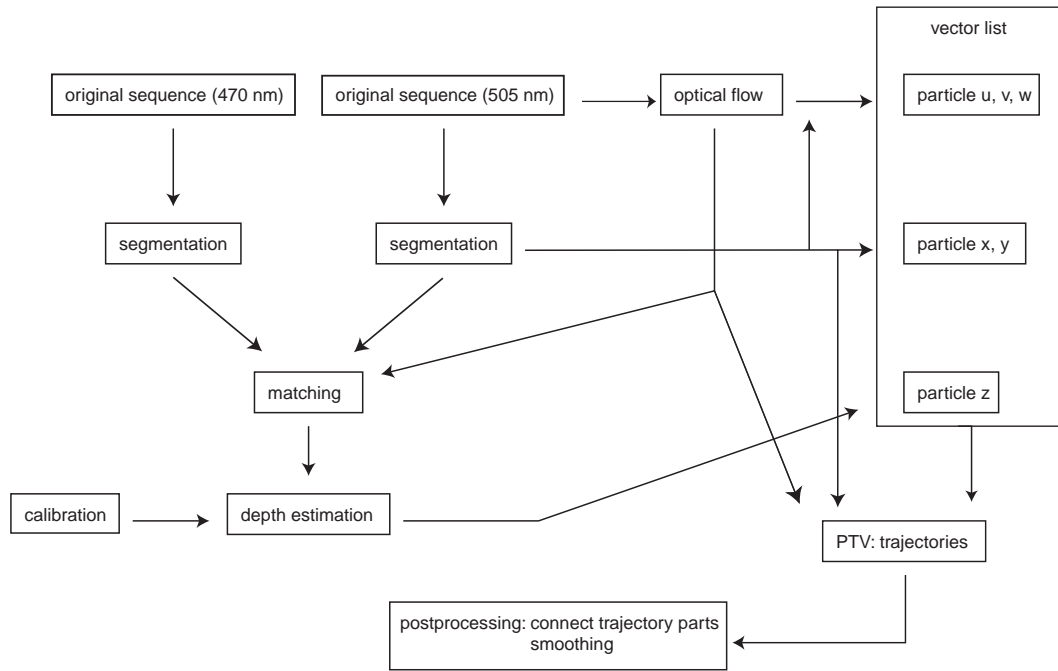 vector list
original sequence (470 nm)
original sequence (505 nm)
optical flow
particle u, v, w
segmentation
segmentation
particle x, y
matching
particle z
calibration
depth estimation
PTV: trajectories
postprocessing: connect trajectory parts
smoothing